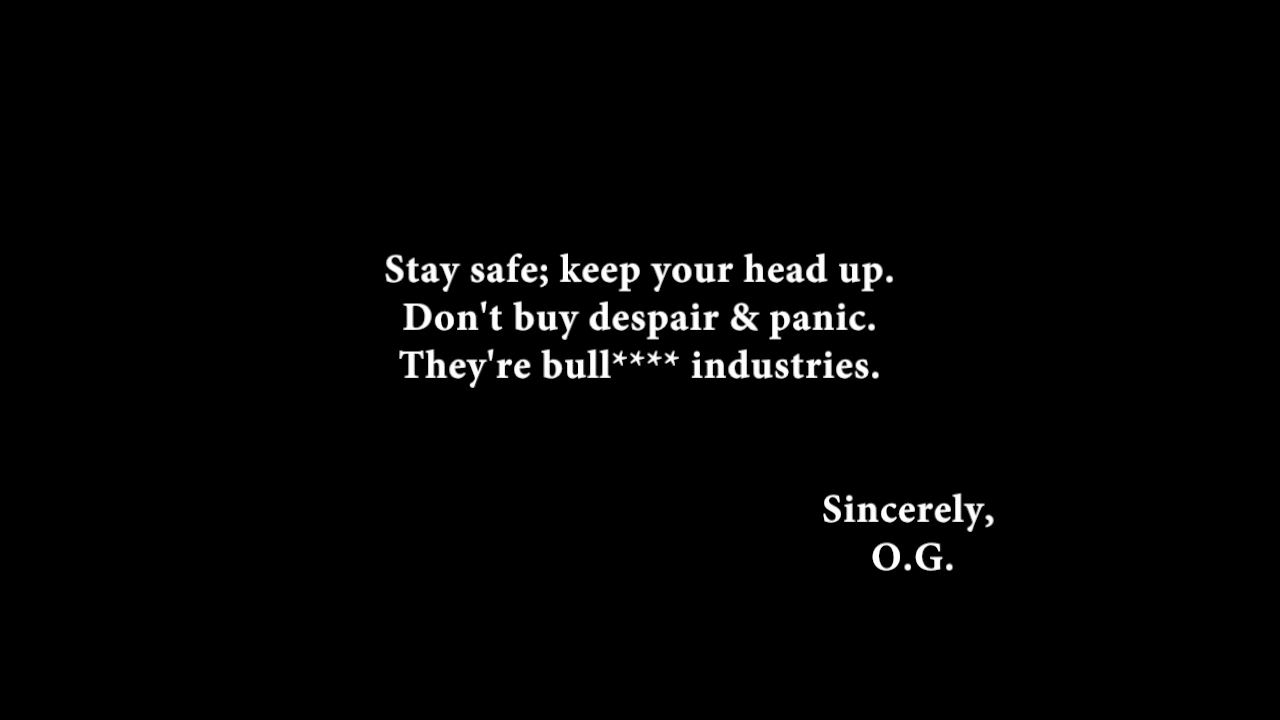 Stay safe; keep your head up.
Don't buy despair & panic.
They're bull**** industries.
Sincerely,
O.G.